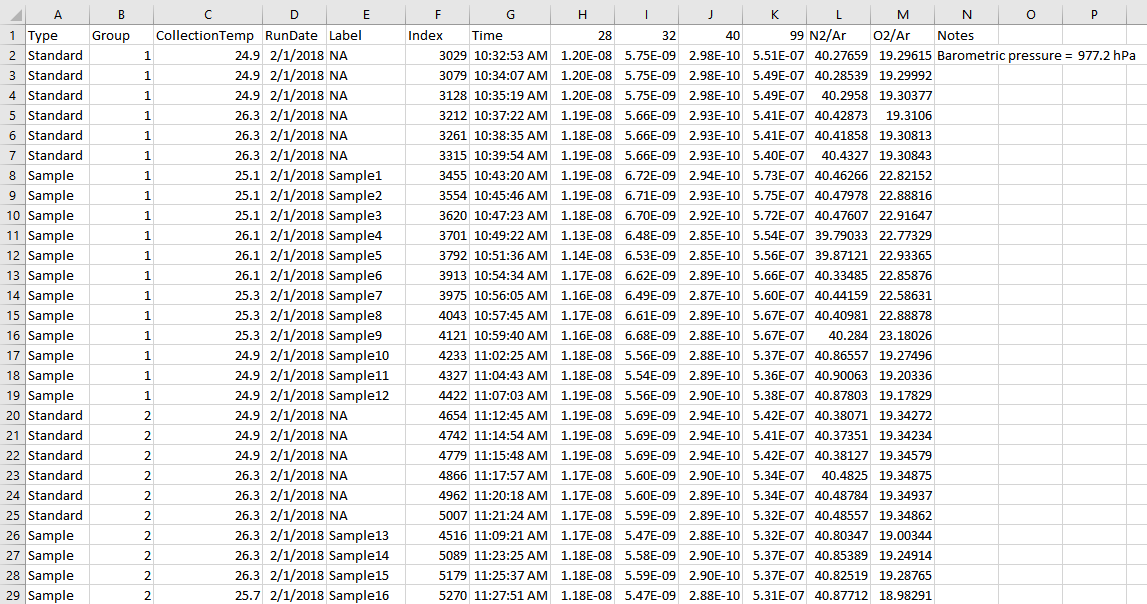 A B C D E F G H I J K L M N O P
1 Type Group CollectionTemp RunDate Label Index Time 28 32 40 99 N2/Ar O2/Ar Notes
2 Standard 1 24.9 2/1/2018 NA 3029 10:32:53 AM 1.20E-08 5.75E-09 2.98E-10 5.51E-07 40.27659 19.29615 Barometric pressure = 977.2 hPa
3 Standard 1 24.9 2/1/2018 NA 3079 10:34:07 AM 1.20E-08 5.75E-09 2.98E-10 5.49E-07 40.28539 19.29992
4 Standard 1 24.9 2/1/2018 NA 3128 10:35:19 AM 1.20E-08 5.75E-09 2.98E-10 5.49E-07 40.2958 19.30377
5 Standard 1 26.3 2/1/2018 NA 3212 10:37:22 AM 1.19E-08 5.66E-09 2.93E-10 5.41E-07 40.42873 19.3106
6 Standard 1 26.3 2/1/2018 NA 3261 10:38:35 AM 1.18E-08 5.66E-09 2.93E-10 5.41E-07 40.41858 19.30813
7 Standard 1 26.3 2/1/2018 NA 3315 10:39:54 AM 1.19E-08 5.66E-09 2.93E-10 5.40E-07 40.4327 19.30843
8 Sample 1 25.1 2/1/2018 Sample1 3455 10:43:20 AM 1.19E-08 6.72E-09 2.94E-10 5.73E-07 40.46266 22.82152
9 Sample 1 25.1 2/1/2018 Sample2 3554 10:45:46 AM 1.19E-08 6.71E-09 2.93E-10 5.75E-07 40.47978 22.88816
10 Sample 1 25.1 2/1/2018 Sample3 3620 10:47:23 AM 1.18E-08 6.70E-09 2.92E-10 5.72E-07 40.47607 22.91647
11 Sample 1 26.1 2/1/2018 Sample4 3701 10:49:22 AM 1.13E-08 6.48E-09 2.85E-10 5.54E-07 39.79033 22.77329
12 Sample 1 26.1 2/1/2018 Sample5 3792 10:51:36 AM 1.14E-08 6.53E-09 2.85E-10 5.56E-07 39.87121 22.93365
13 Sample 1 26.1 2/1/2018 Sample6 3913 10:54:34 AM 1.17E-08 6.62E-09 2.89E-10 5.66E-07 40.33485 22.85876
14 Sample 1 25.3 2/1/2018 Sample7 3975 10:56:05 AM 1.16E-08 6.49E-09 2.87E-10 5.60E-07 40.44159 22.58631
15 Sample 1 25.3 2/1/2018 Sample8 4043 10:57:45 AM 1.17E-08 6.61E-09 2.89E-10 5.67E-07 40.40981 22.88878
16 Sample 1 25.3 2/1/2018 Sample9 4121 10:59:40 AM 1.16E-08 6.68E-09 2.88E-10 5.67E-07 40.284 23.18026
17 Sample 1 24.9 2/1/2018 Sample10 4233 11:02:25 AM 1.18E-08 5.56E-09 2.88E-10 5.37E-07 40.86557 19.27496
18 Sample 1 24.9 2/1/2018 Sample11 4327 11:04:43 AM 1.18E-08 5.54E-09 2.89E-10 5.36E-07 40.90063 19.20336
19 Sample 1 24.9 2/1/2018 Sample12 4422 11:07:03 AM 1.19E-08 5.56E-09 2.90E-10 5.38E-07 40.87803 19.17829
20 Standard 2 24.9 2/1/2018 NA 4654 11:12:45 AM 1.19E-08 5.69E-09 2.94E-10 5.42E-07 40.38071 19.34272
21 Standard 2 24.9 2/1/2018 NA 4742 11:14:54 AM 1.19E-08 5.69E-09 2.94E-10 5.41E-07 40.37351 19.34234
22 Standard 2 24.9 2/1/2018 NA 4779 11:15:48 AM 1.19E-08 5.69E-09 2.94E-10 5.42E-07 40.38127 19.34579
23 Standard 2 26.3 2/1/2018 NA 4866 11:17:57 AM 1.17E-08 5.60E-09 2.90E-10 5.34E-07 40.4825 19.34875
24 Standard 2 26.3 2/1/2018 NA 4962 11:20:18 AM 1.17E-08 5.60E-09 2.89E-10 5.34E-07 40.48784 19.34937
25 Standard 2 26.3 2/1/2018 NA 5007 11:21:24 AM 1.17E-08 5.59E-09 2.89E-10 5.32E-07 40.48557 19.34862
26 Sample 2 26.3 2/1/2018 Sample13 4516 11:09:21 AM 1.17E-08 5.47E-09 2.88E-10 5.32E-07 40.80347 19.00344
27 Sample 2 26.3 2/1/2018 Sample14 5089 11:23:25 AM 1.18E-08 5.58E-09 2.90E-10 5.37E-07 40.85389 19.24914
28 Sample 2 26.3 2/1/2018 Sample15 5179 11:25:37 AM 1.18E-08 5.59E-09 2.90E-10 5.37E-07 40.82519 19.28765
29 Sample 2 25.7 2/1/2018 Sample16 5270 11:27:51 AM 1.18E-08 5.47E-09 2.88E-10 5.31E-07 40.87712 18.98291